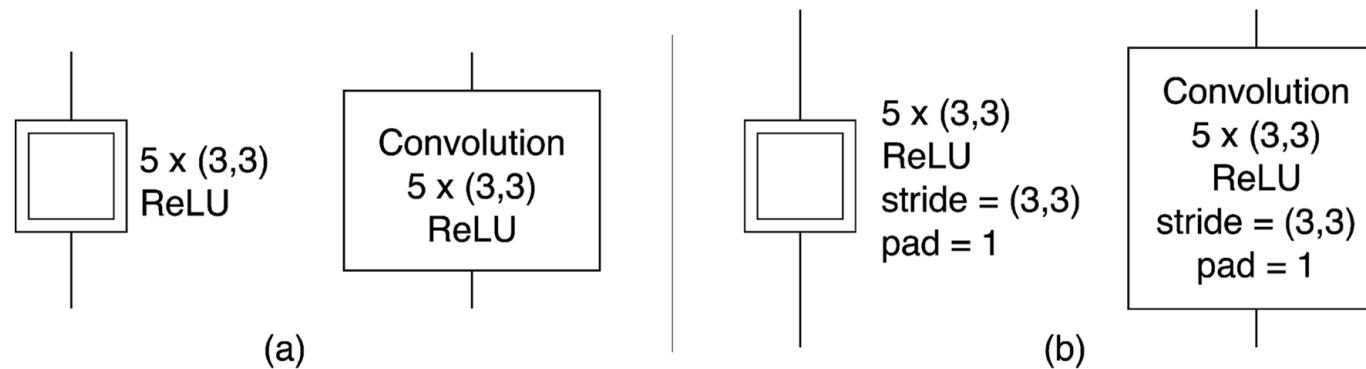 5 x (3,3)
ReLU
Convolution
5 x (3,3)
ReLU
(a)
5 x (3,3)
ReLU
stride = (3,3)
pad = 1
Convolution
5 x (3,3)
ReLU
stride = (3,3)
pad = 1
(b)